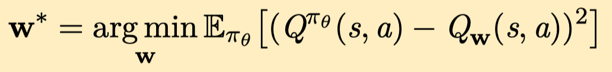 w* = arg min_w 𝔼_{π_θ} [(Q^{π_θ}(s, a) − Q_w(s, a))²]